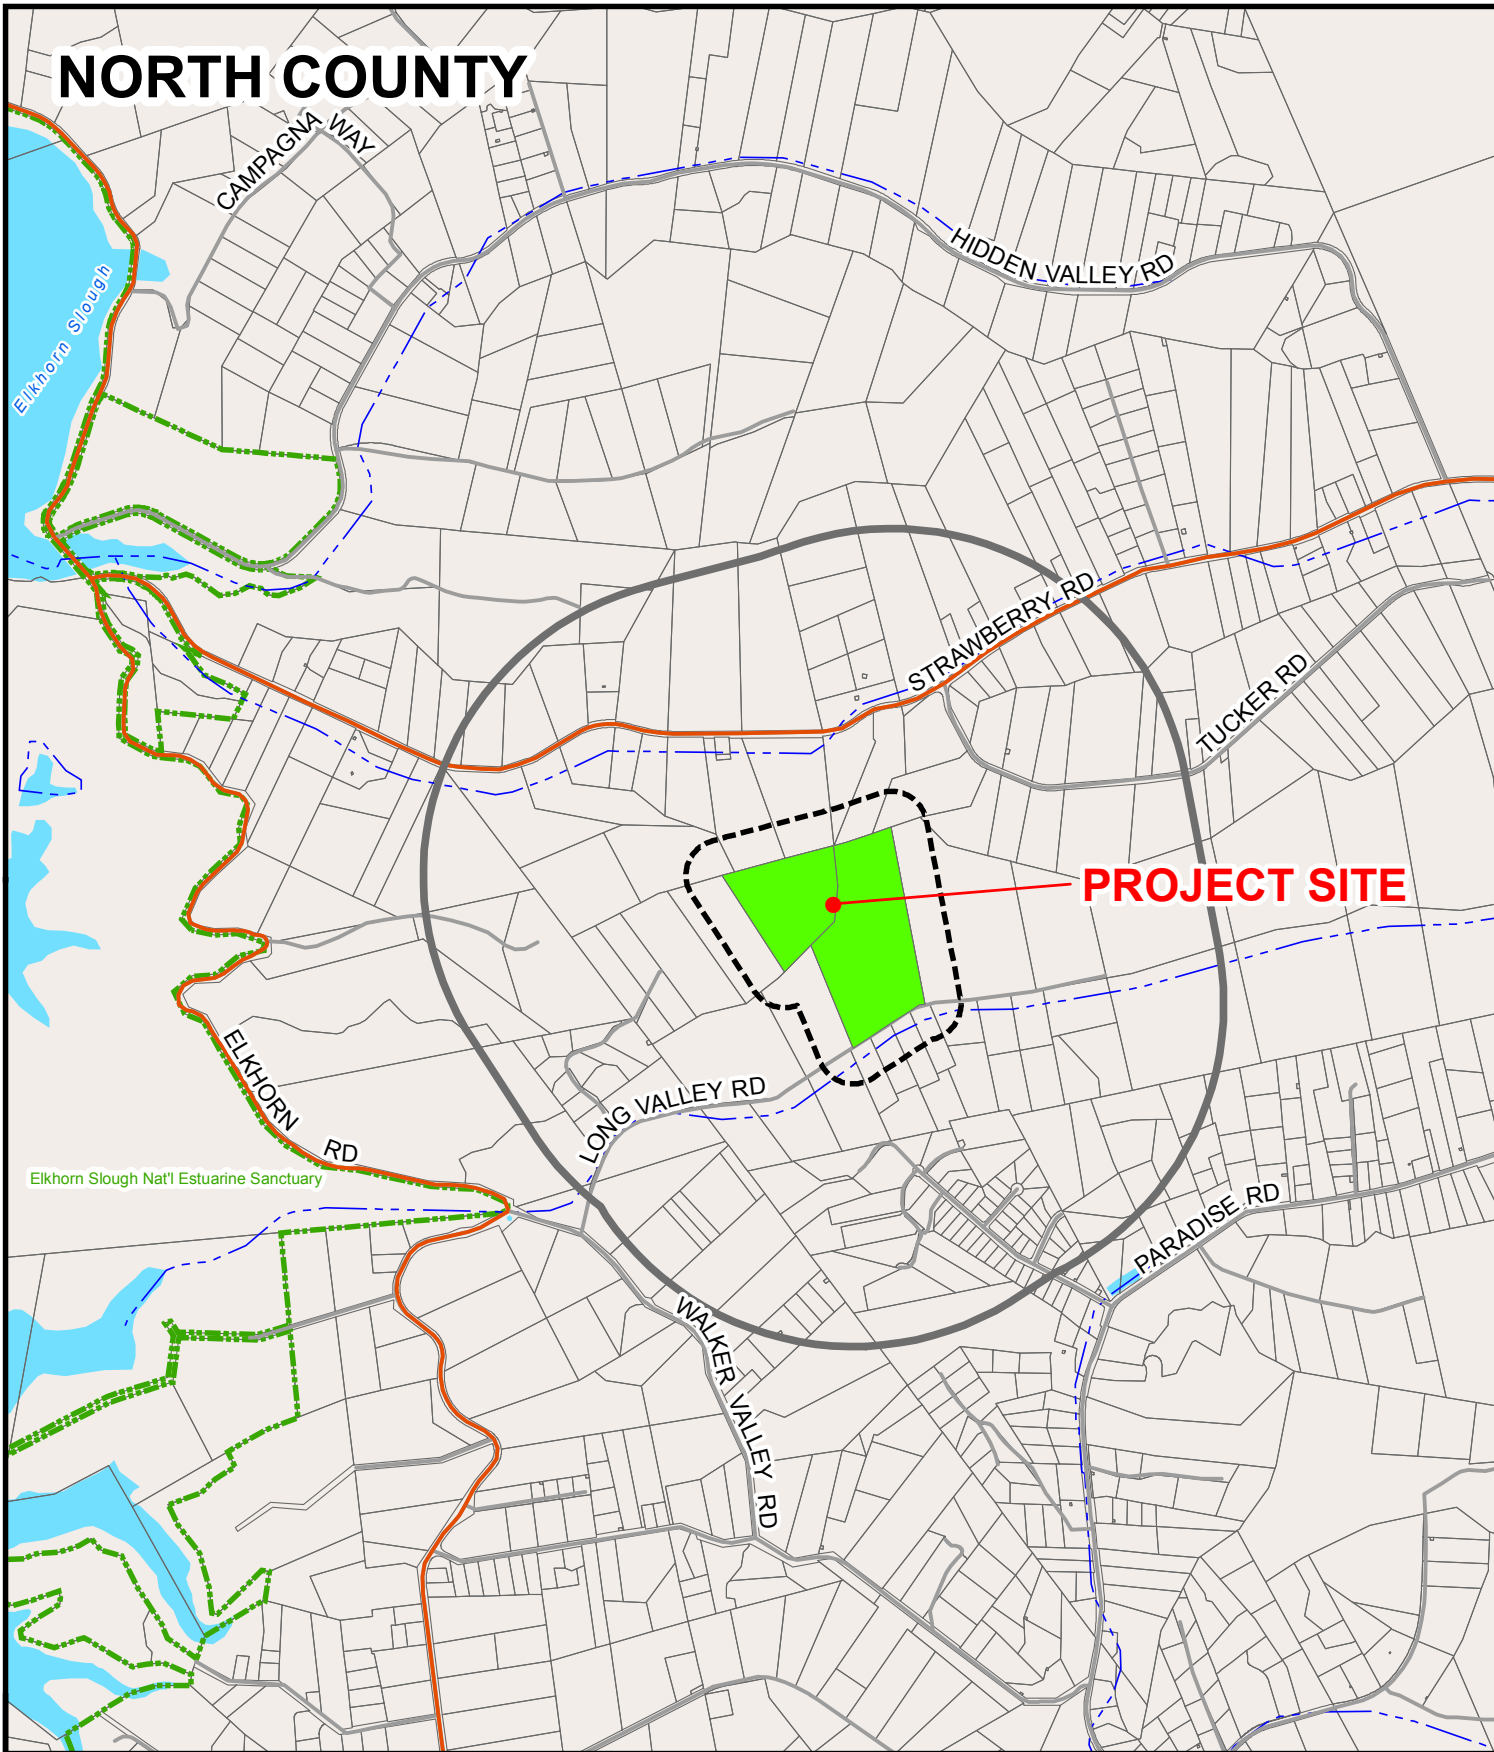 NORTH COUNTY
CAMPAGNA WAY
HIDDEN VALLEY RD
Elkhorn Slough
STRAWBERRY RD
TUCKER RD
PROJECT SITE
ELKHORN RD
LONG VALLEY RD
Elkhorn Slough Nat'l Estuarine Sanctuary
PARADISE RD
WALKER VALLEY RD